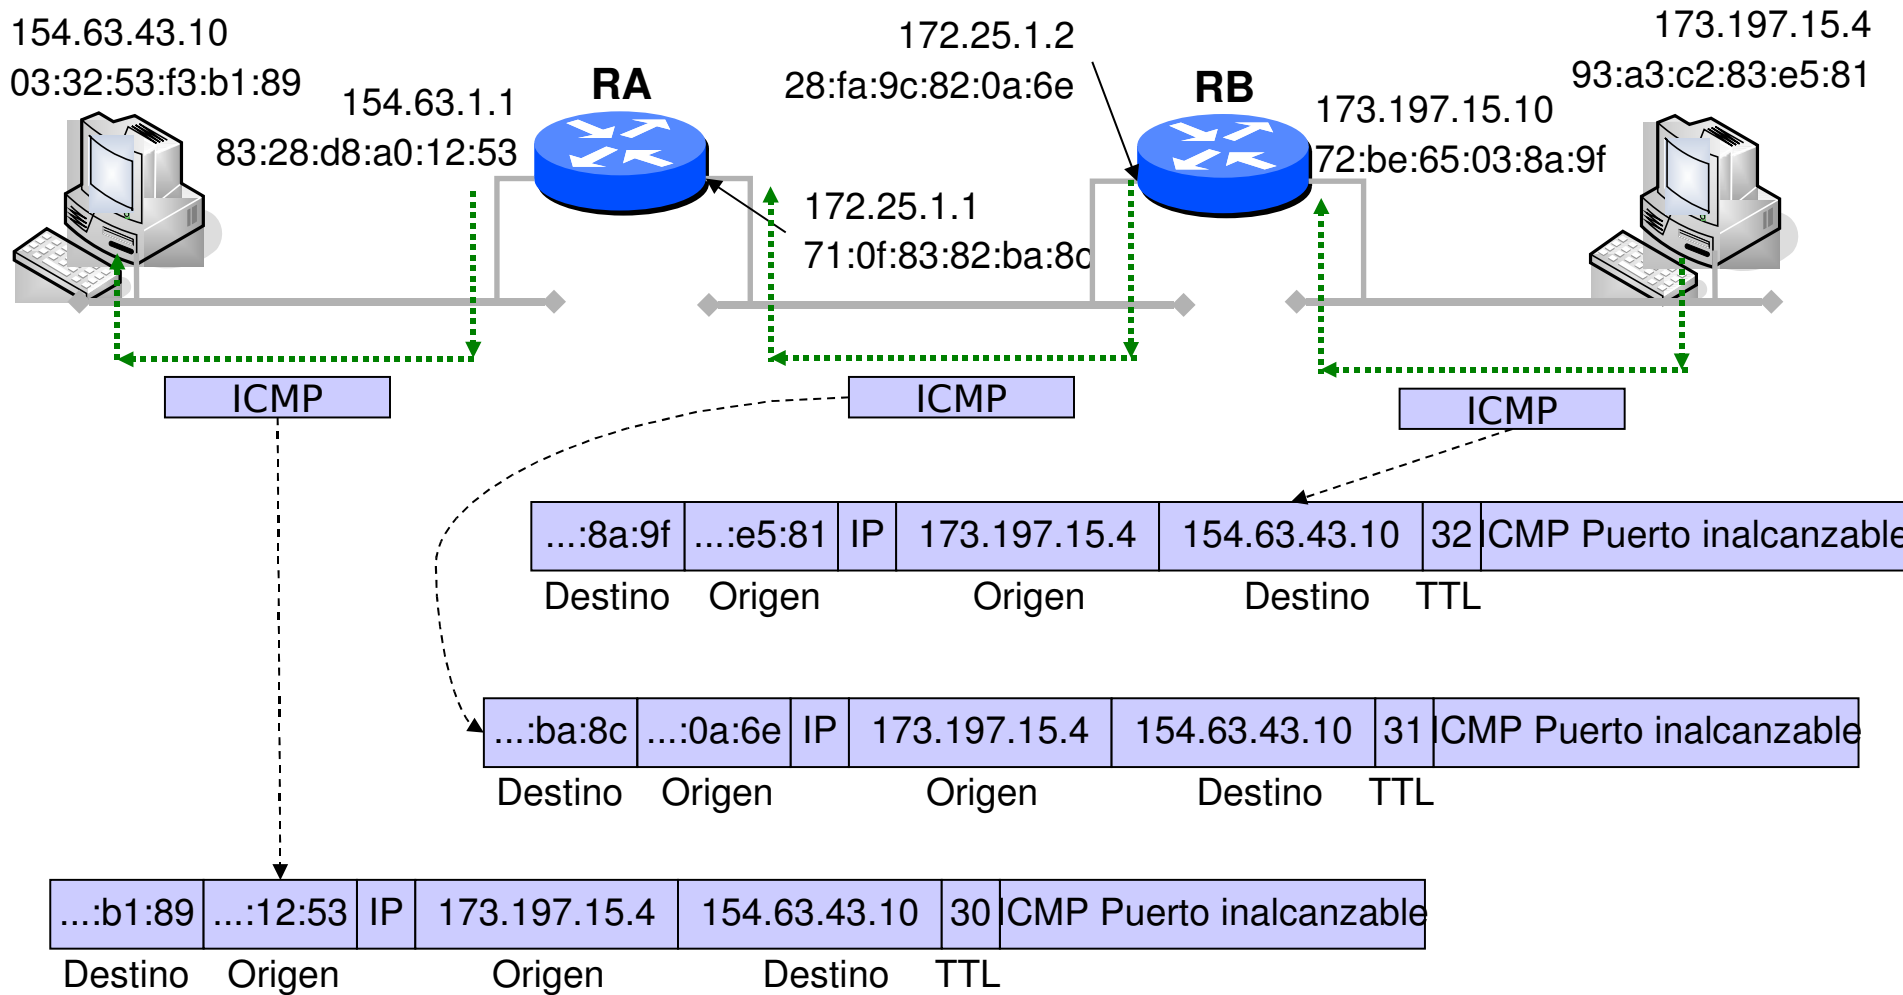 154.63.43.10
03:32:53:f3:b1:89
154.63.1.1
83:28:d8:a0:12:53
RA
172.25.1.1
71:0f:83:82:ba:8c
172.25.1.2
28:fa:9c:82:0a:6e
RB
173.197.15.10
72:be:65:03:8a:9f
173.197.15.4
93:a3:c2:83:e5:81
ICMP
ICMP
ICMP
...:8a:9f ...:e5:81 IP 173.197.15.4 154.63.43.10 32 ICMP Puerto inalcanzable
Destino Origen Origen Destino TTL
...:ba:8c ...:0a:6e IP 173.197.15.4 154.63.43.10 31 ICMP Puerto inalcanzable
Destino Origen Origen Destino TTL
...:b1:89 ...:12:53 IP 173.197.15.4 154.63.43.10 30 ICMP Puerto inalcanzable
Destino Origen Origen Destino TTL